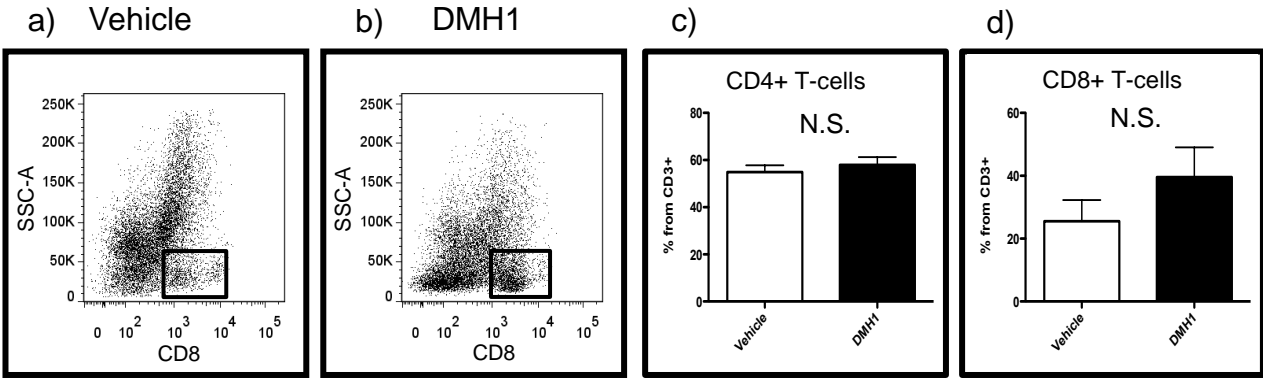 a) Vehicle
b) DMH1
c)
d)
250K
200K
150K
100K
50K
0
SSC-A
0 10^2 10^3 10^4 10^5
CD8
250K
200K
150K
100K
50K
0
SSC-A
0 10^2 10^3 10^4 10^5
CD8
CD4+ T-cells
N.S.
80
60
40
20
0
% from CD3+
Vehicle
DMH1
CD8+ T-cells
N.S.
60
40
20
0
% from CD3+
Vehicle
DMH1